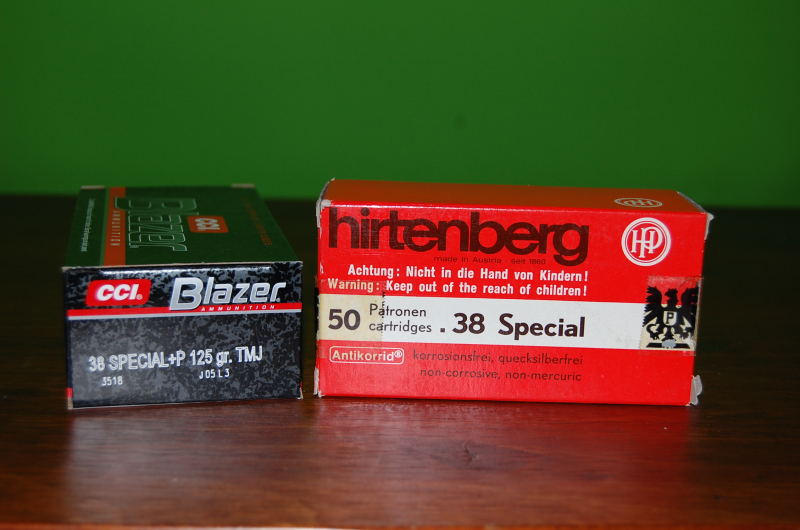 CCI
Blazer
AMMUNITION
CCI® Blazer®
AMMUNITION
38 SPECIAL+P 125 gr. TMJ
3518 J05L3
HP
hirtenberg
made in Austria - seit 1860
HP
Achtung: Nicht in die Hand von Kindern!
Warning: Keep out of the reach of children!
50 Patronen
cartridges .38 Special
P
Antikorrid® korrosionsfrei, quecksilberfrei
non-corrosive, non-mercuric